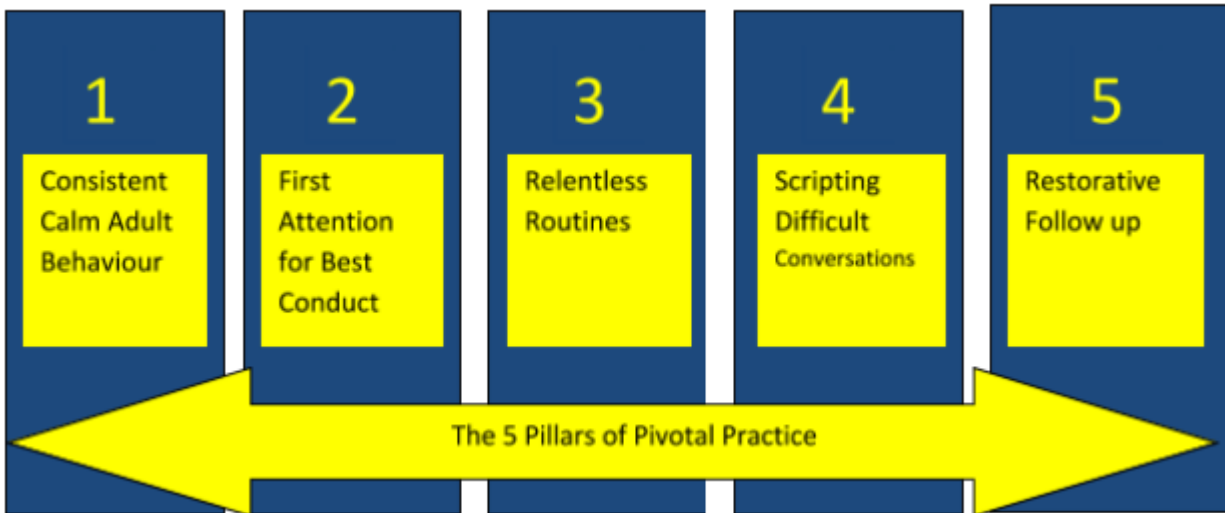 1
Consistent
Calm Adult
Behaviour
2
First
Attention
for Best
Conduct
3
Relentless
Routines
4
Scripting
Difficult
Conversations
5
Restorative
Follow up
The 5 Pillars of Pivotal Practice